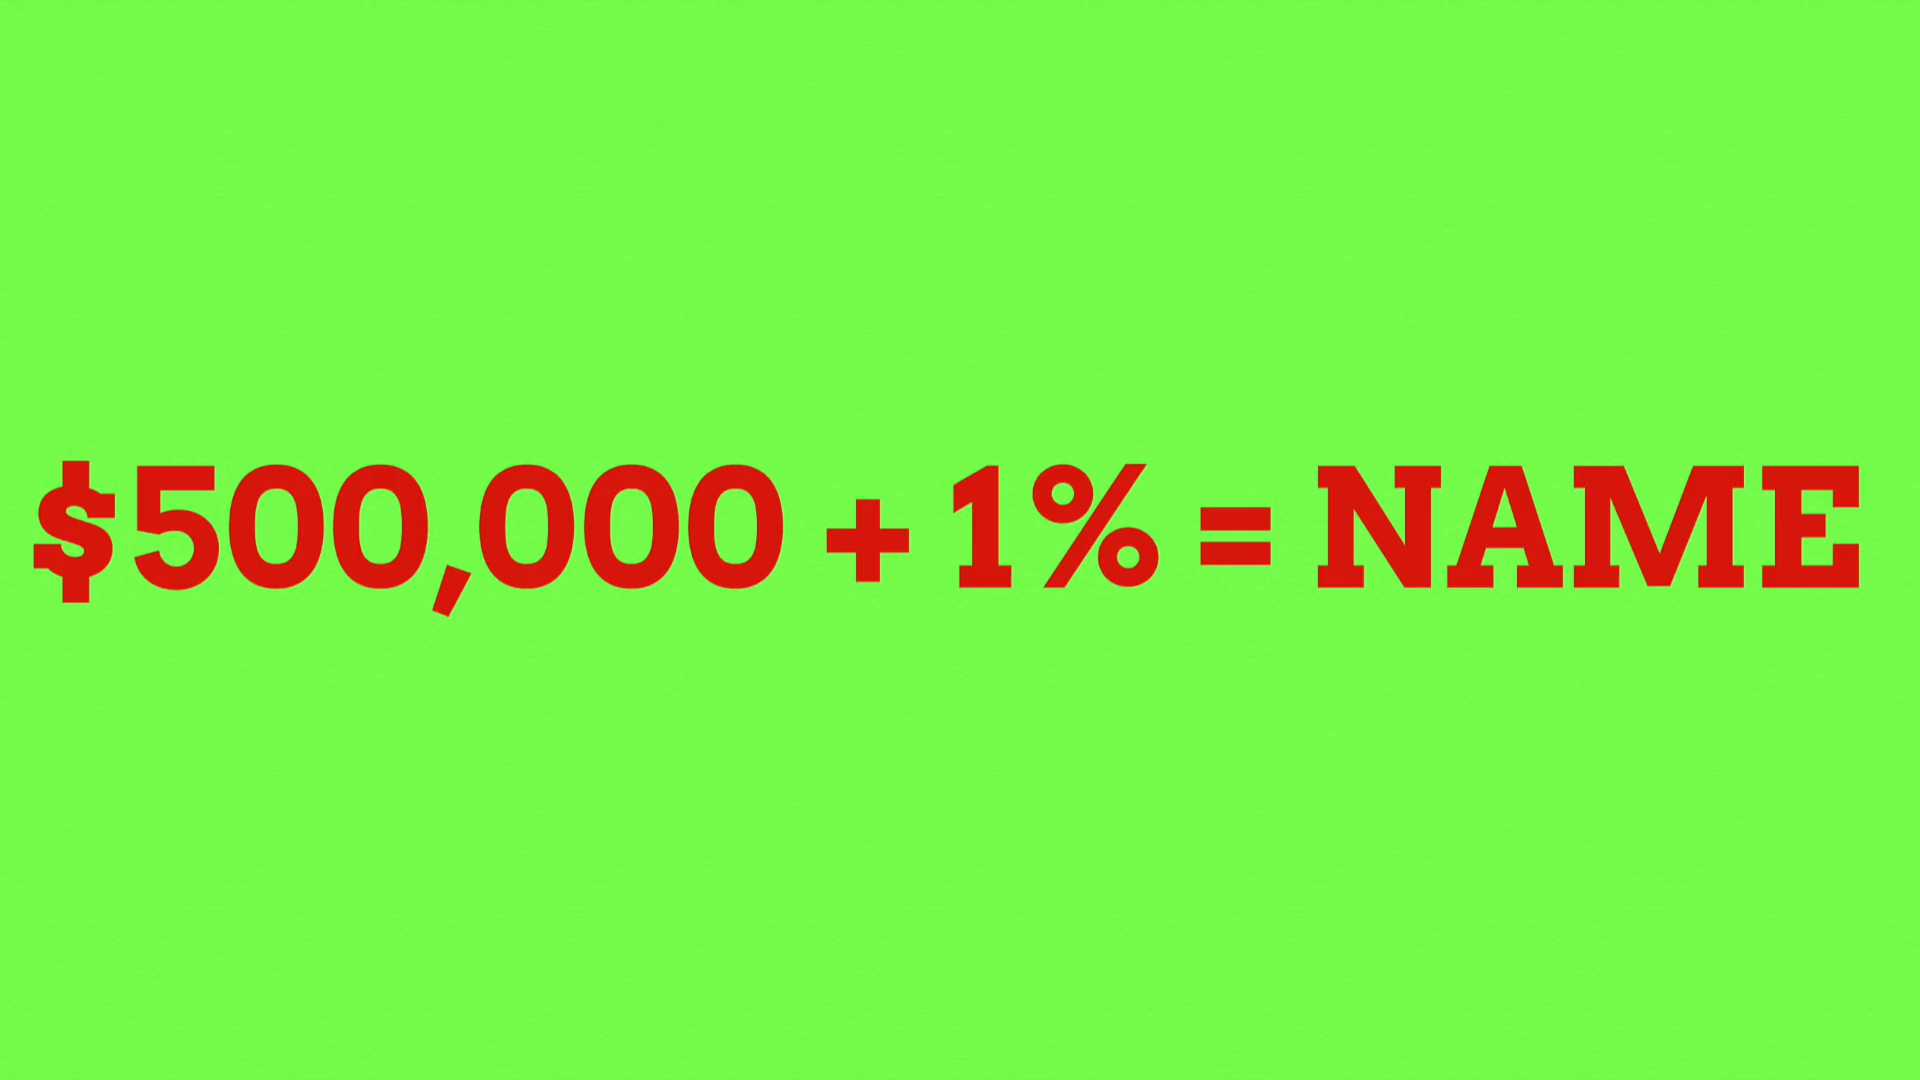 $500,000 + 1% = NAME